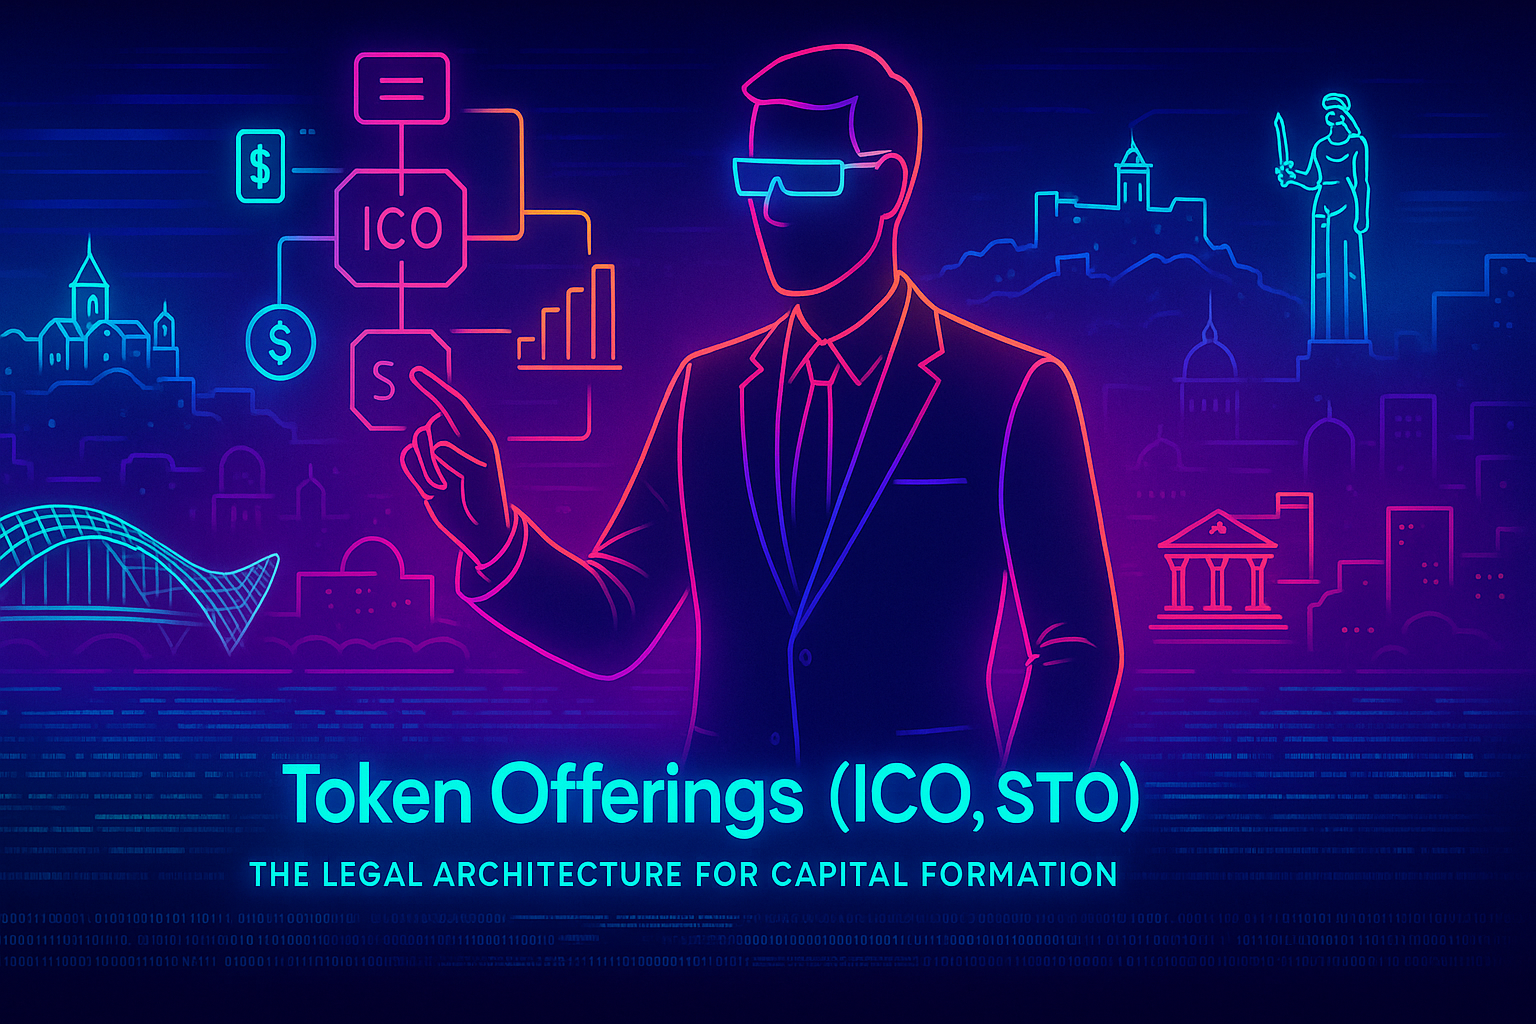 $
ICO
$
S
Token Offerings (ICO, STO)
THE LEGAL ARCHITECTURE FOR CAPITAL FORMATION